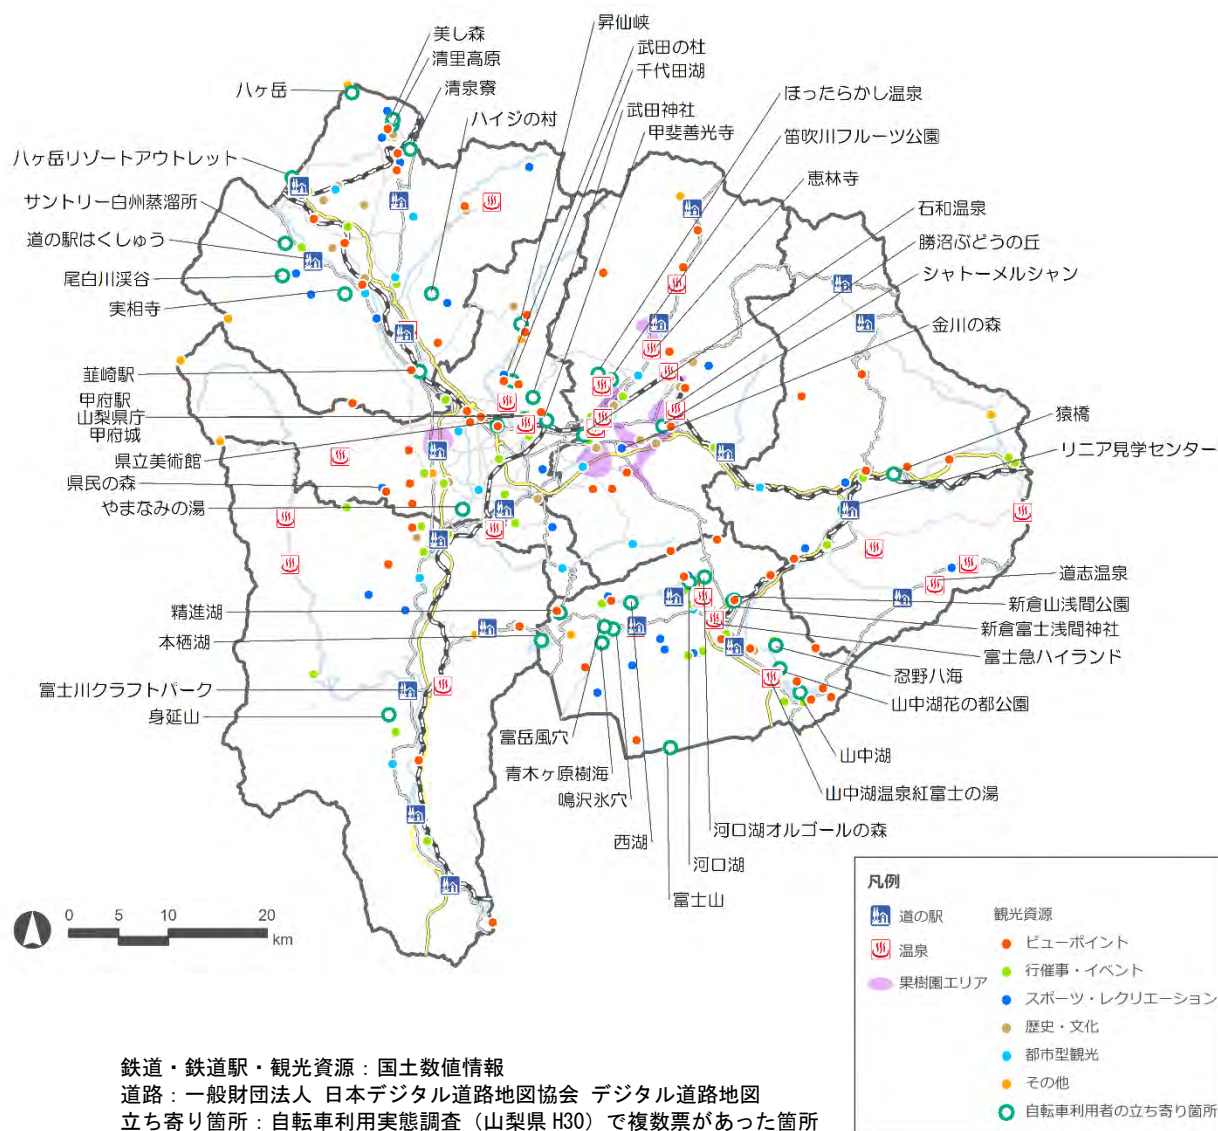 昇仙峡
美し森
武田の杜
清里高原
千代田湖
八ヶ岳
清泉寮
ほったらかし温泉
武田神社
ハイジの村
甲斐善光寺
笛吹川フルーツ公園
八ヶ岳リゾートアウトレット
恵林寺
サントリー白州蒸溜所
石和温泉
道の駅はくしゅう
勝沼ぶどうの丘
尾白川渓谷
シャトーメルシャン
実相寺
金川の森
韮崎駅
甲府駅
山梨県庁
甲府城
猿橋
県立美術館
リニア見学センター
県民の森
やまなみの湯
道志温泉
精進湖
新倉山浅間公園
本栖湖
新倉富士浅間神社
富士急ハイランド
富士川クラフトパーク
忍野八海
身延山
山中湖花の都公園
富岳風穴
山中湖
青木ヶ原樹海
鳴沢氷穴
山中湖温泉紅富士の湯
西湖
河口湖オルゴールの森
河口湖
富士山
0 5 10 20
km
凡例
道の駅
温泉
果樹園エリア
観光資源
ビューポイント
行催事・イベント
スポーツ・レクリエーション
歴史・文化
都市型観光
その他
自転車利用者の立ち寄り箇所
鉄道・鉄道駅・観光資源：国土数値情報
道路：一般財団法人 日本デジタル道路地図協会 デジタル道路地図
立ち寄り箇所：自転車利用実態調査（山梨県 H30）で複数票があった箇所